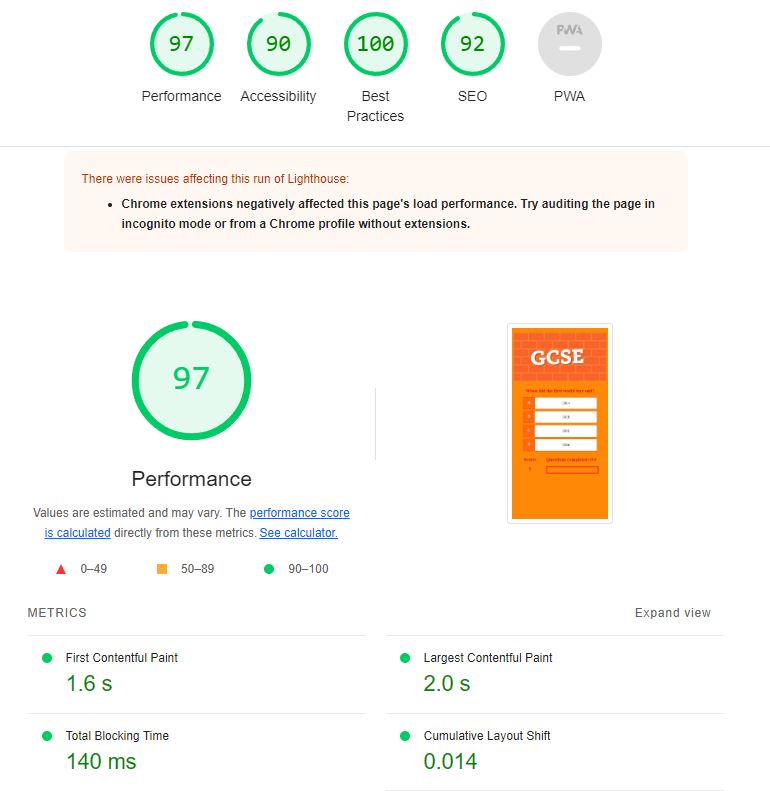 97
90
100
92
PWA
Performance
Accessibility
Best
Practices
SEO
PWA
There were issues affecting this run of Lighthouse:
Chrome extensions negatively affected this page's load performance. Try auditing the page in
incognito mode or from a Chrome profile without extensions.
97
GCSE
Performance
Values are estimated and may vary. The performance score
is calculated directly from these metrics. See calculator.
0–49
50–89
90–100
METRICS
Expand view
First Contentful Paint
1.6 s
Largest Contentful Paint
2.0 s
Total Blocking Time
140 ms
Cumulative Layout Shift
0.014